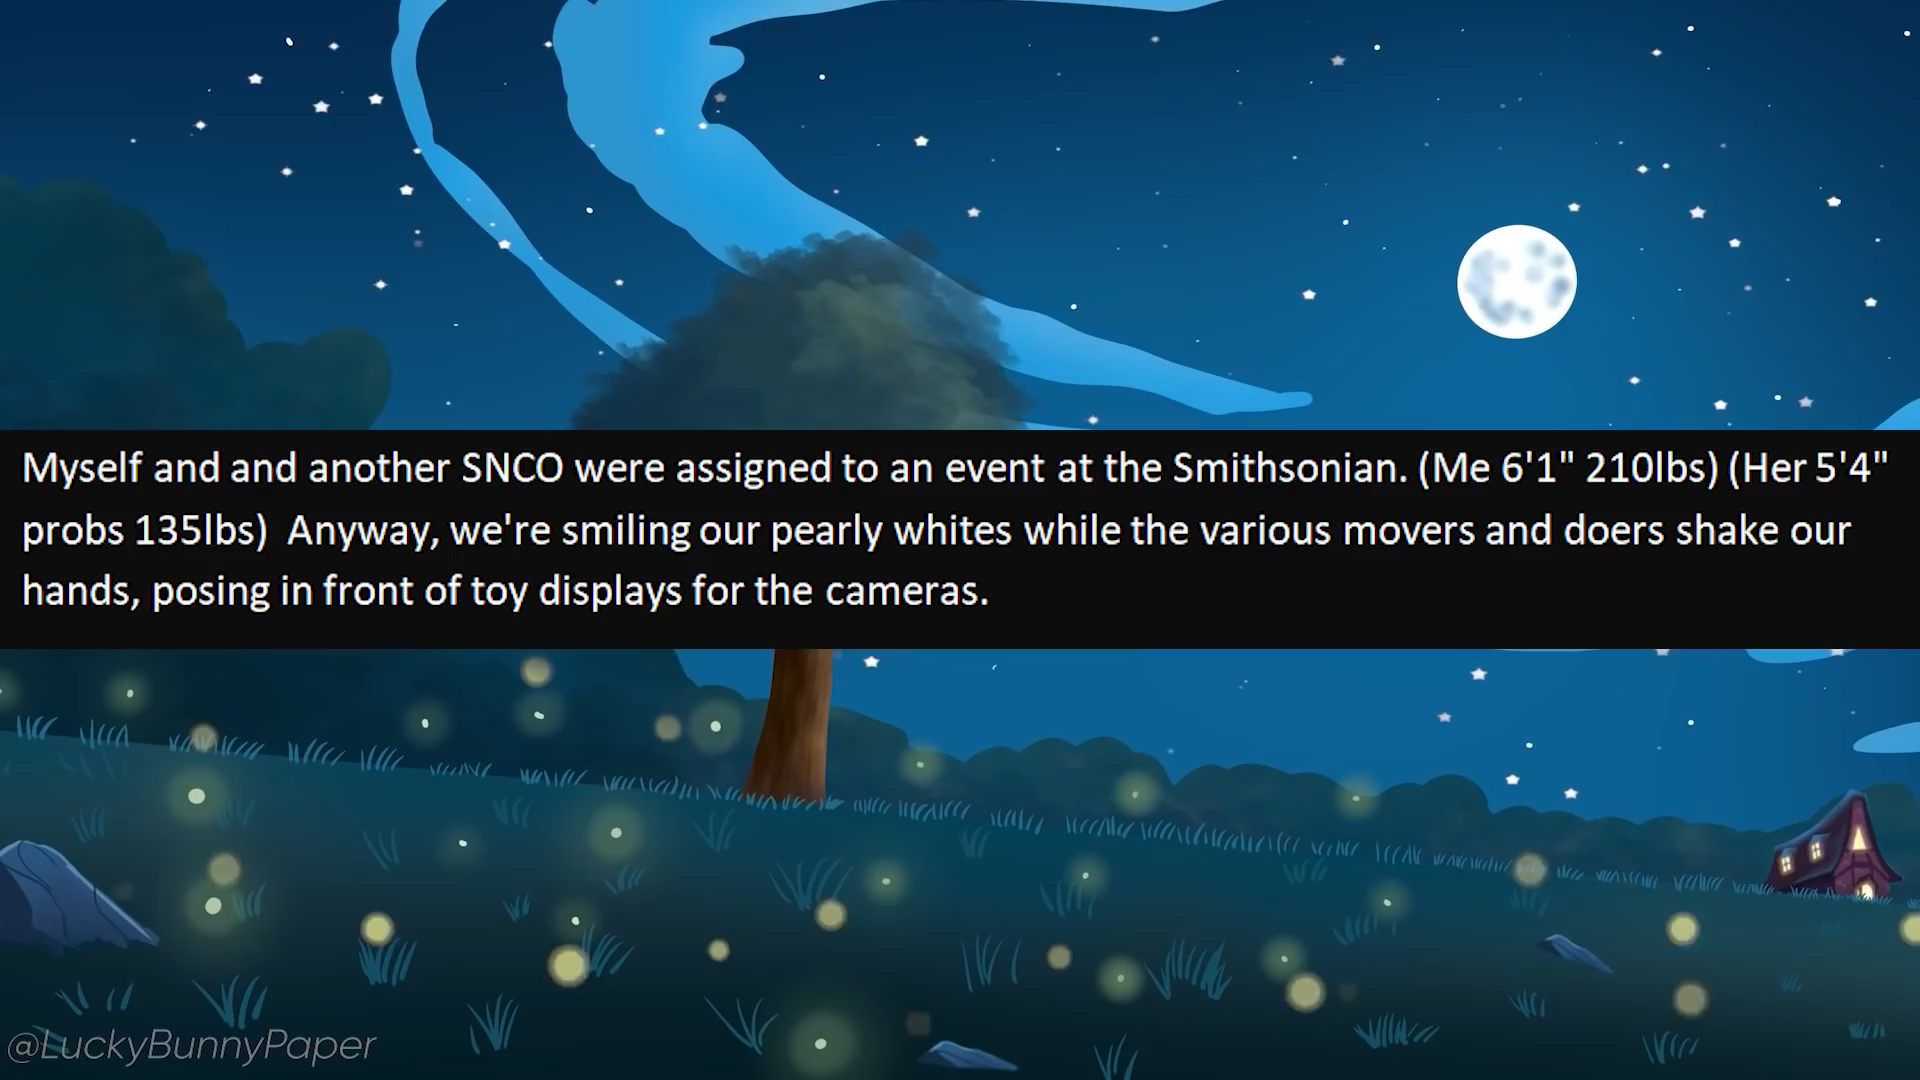 Myself and and another SNCO were assigned to an event at the Smithsonian. (Me 6'1" 210lbs) (Her 5'4"
probs 135lbs)  Anyway, we're smiling our pearly whites while the various movers and doers shake our
hands, posing in front of toy displays for the cameras.
@LuckyBunnyPaper